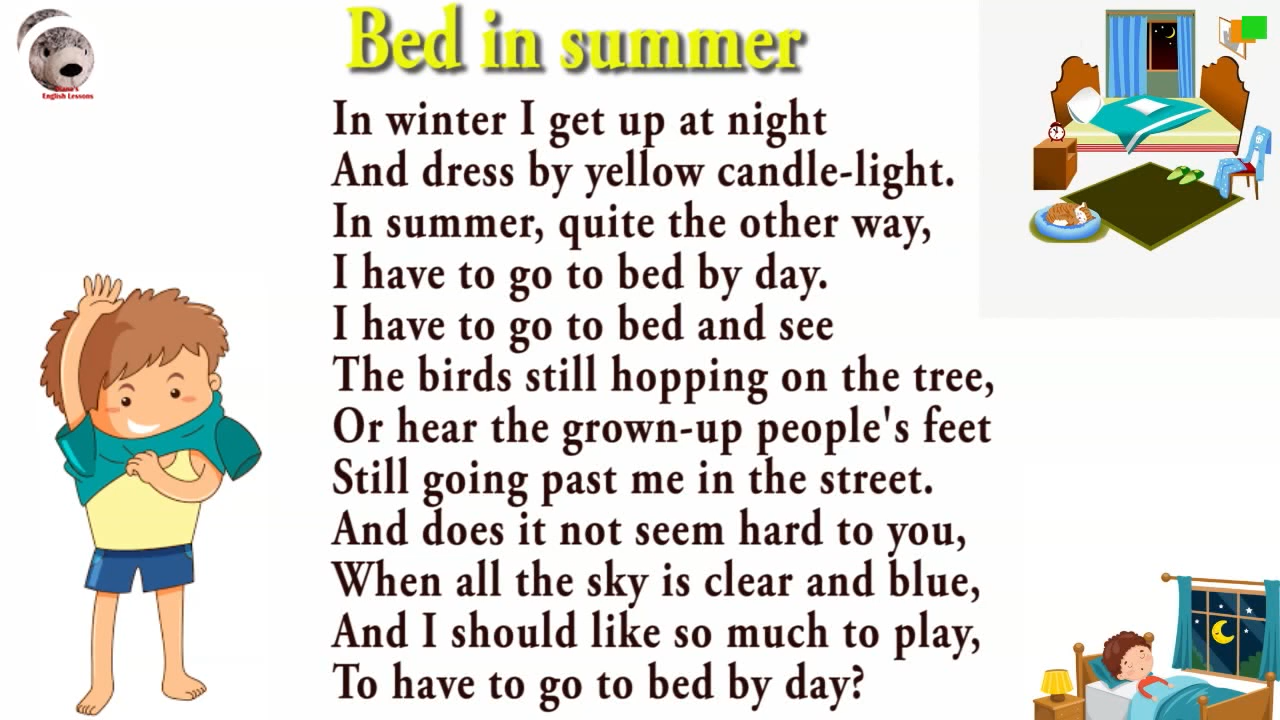 Bed in summer
Diana's
English Lessons
In winter I get up at night
And dress by yellow candle-light.
In summer, quite the other way,
I have to go to bed by day.
I have to go to bed and see
The birds still hopping on the tree,
Or hear the grown-up people's feet
Still going past me in the street.
And does it not seem hard to you,
When all the sky is clear and blue,
And I should like so much to play,
To have to go to bed by day?